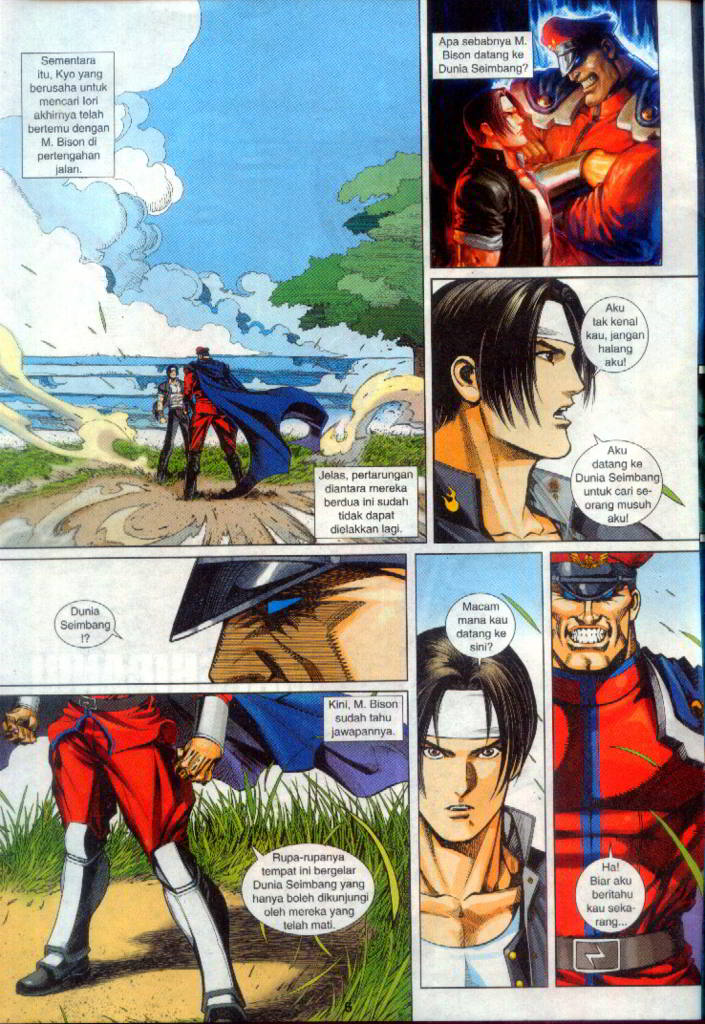 Sementara
itu, Kyo yang
berusaha untuk
mencari Iori
akhirnya telah
bertemu dengan
M. Bison di
pertengahan
jalan.
Jelas, pertarungan
diantara mereka
berdua ini sudah
tidak dapat
dielakkan lagi.
Apa sebabnya M.
Bison datang ke
Dunia Seimbang?
Aku
tak kenal
kau, jangan
halang
aku!
Aku
datang ke
Dunia Seimbang
untuk cari se-
orang musuh
aku!
Dunia
Seimbang
!?
Kini, M. Bison
sudah tahu
jawapannya.
Rupa-rupanya
tempat ini bergelar
Dunia Seimbang yang
hanya boleh dikunjungi
oleh mereka yang
telah mati.
Macam
mana kau
datang ke
sini?
Ha!
Biar aku
beritahu
kau seka-
rang...